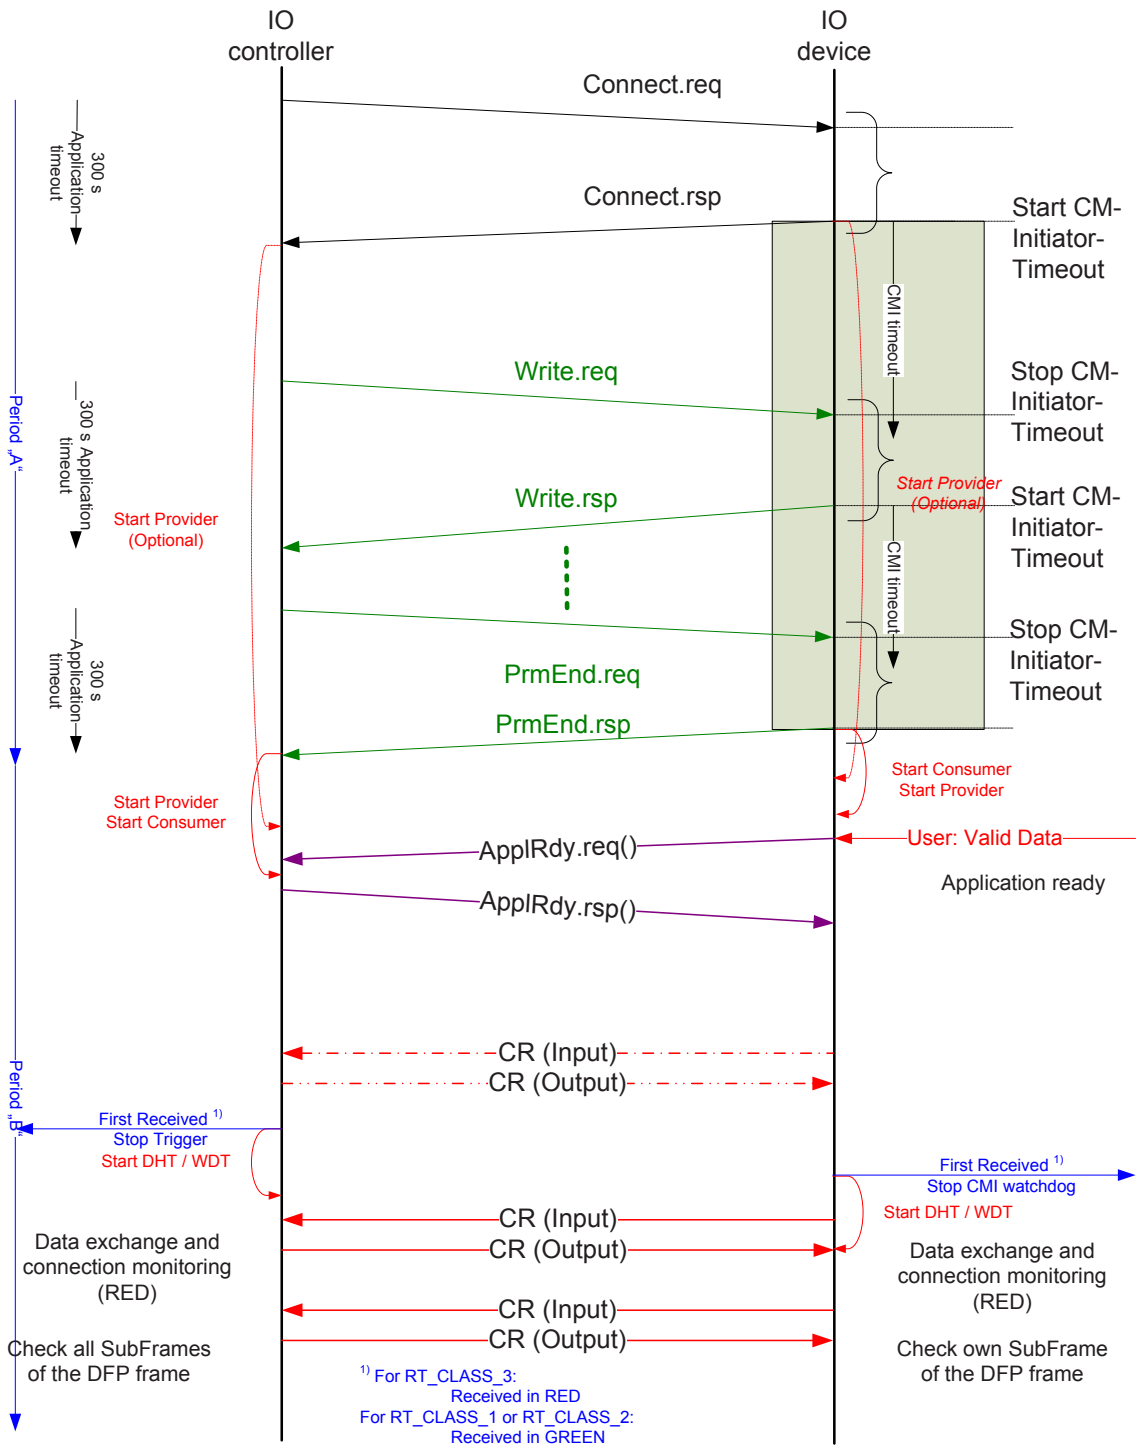 IO
controller
IO
device
Connect.req
300 s
Application
timeout
Connect.rsp
Start CM-
Initiator-
Timeout
CMI timeout
Write.req
Stop CM-
Initiator-
Timeout
Period „A“
300 s Application
timeout
Start Provider
(Optional)
Write.rsp
Start Provider
(Optional)
Start CM-
Initiator-
Timeout
CMI timeout
Stop CM-
Initiator-
Timeout
300 s
Application
timeout
PrmEnd.req
PrmEnd.rsp
Start Consumer
Start Provider
Start Provider
Start Consumer
User: Valid Data
ApplRdy.req()
Application ready
ApplRdy.rsp()
CR (Input)
CR (Output)
Period „B“
First Received 1)
Stop Trigger
Start DHT / WDT
First Received 1)
Stop CMI watchdog
Start DHT / WDT
CR (Input)
CR (Output)
Data exchange and
connection monitoring
(RED)
Data exchange and
connection monitoring
(RED)
CR (Input)
CR (Output)
Check all SubFrames
of the DFP frame
Check own SubFrame
of the DFP frame
1) For RT_CLASS_3:
Received in RED
For RT_CLASS_1 or RT_CLASS_2:
Received in GREEN